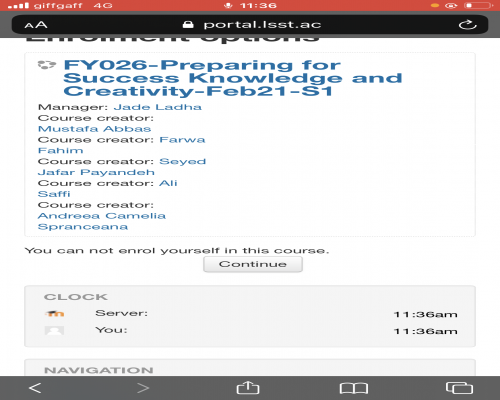 giffgaff 4G 11:36
AA portal.lsst.ac
Enrolment options
FY026-Preparing for
Success Knowledge and
Creativity-Feb21-S1
Manager: Jade Ladha
Course creator:
Mustafa Abbas
Course creator: Farwa
Fahim
Course creator: Seyed
Jafar Payandeh
Course creator: Ali
Saffi
Course creator:
Andreea Camelia
Spranceana
You can not enrol yourself in this course.
Continue
CLOCK
Server: 11:36am
You: 11:36am
NAVIGATION